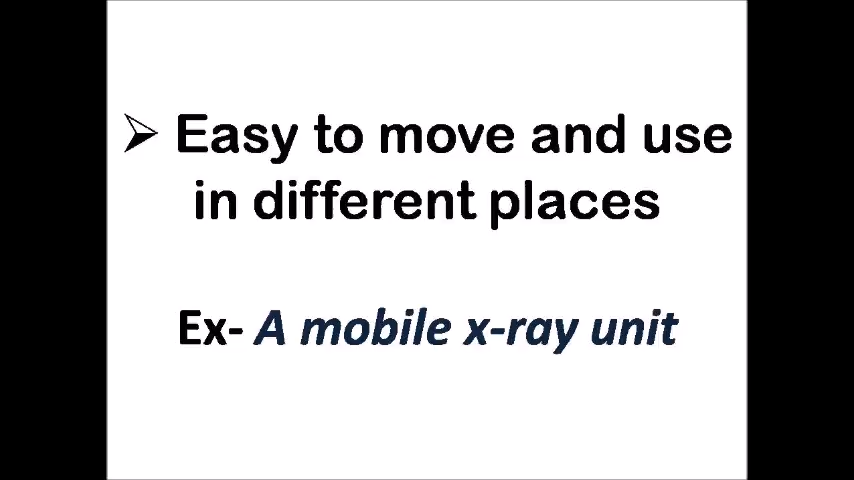 ➢ Easy to move and use
in different places
Ex- A mobile x-ray unit